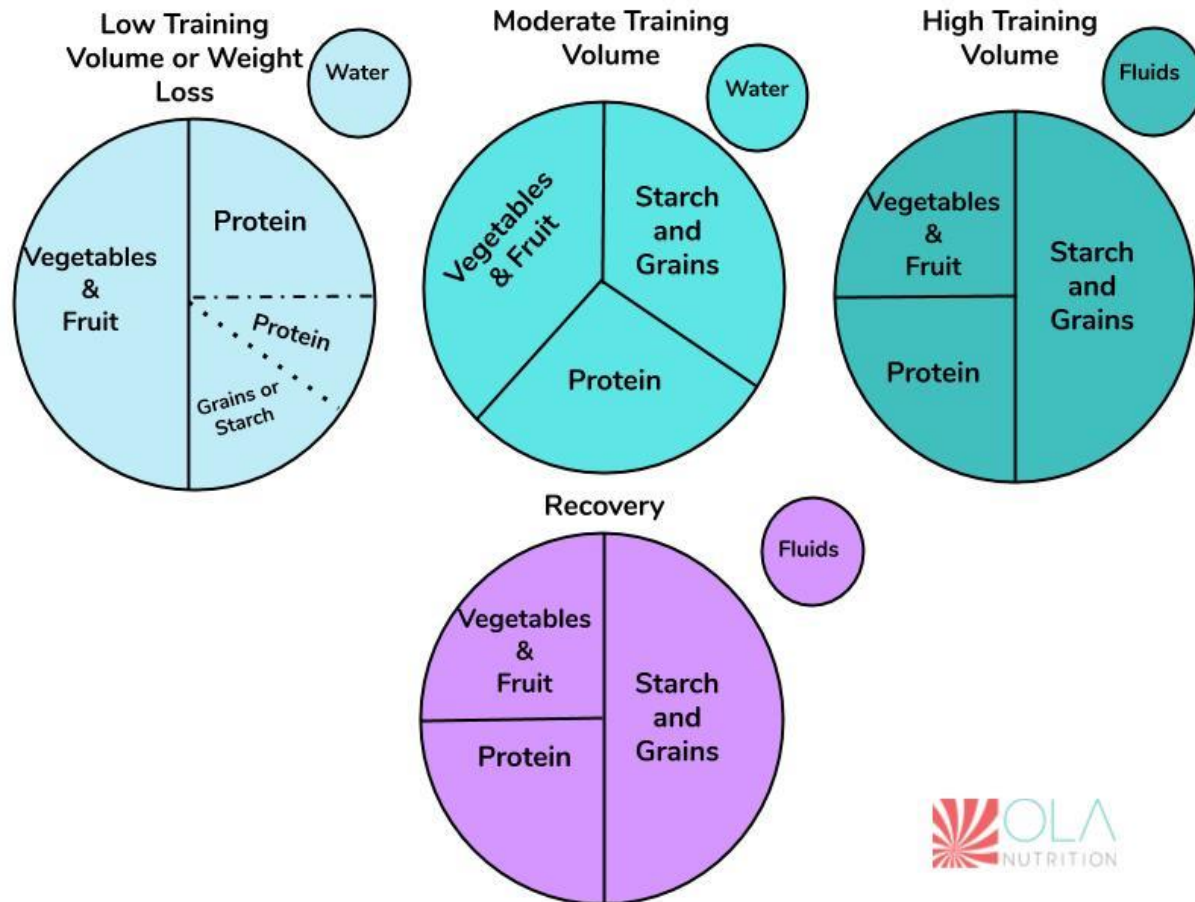 Low Training
Volume or Weight
Loss
Water
Vegetables
&
Fruit
Protein
Protein
Grains or
Starch
Moderate Training
Volume
Water
Vegetables
& Fruit
Starch
and
Grains
Protein
High Training
Volume
Fluids
Vegetables
&
Fruit
Starch
and
Grains
Protein
Recovery
Fluids
Vegetables
&
Fruit
Starch
and
Grains
Protein
OLA
NUTRITION